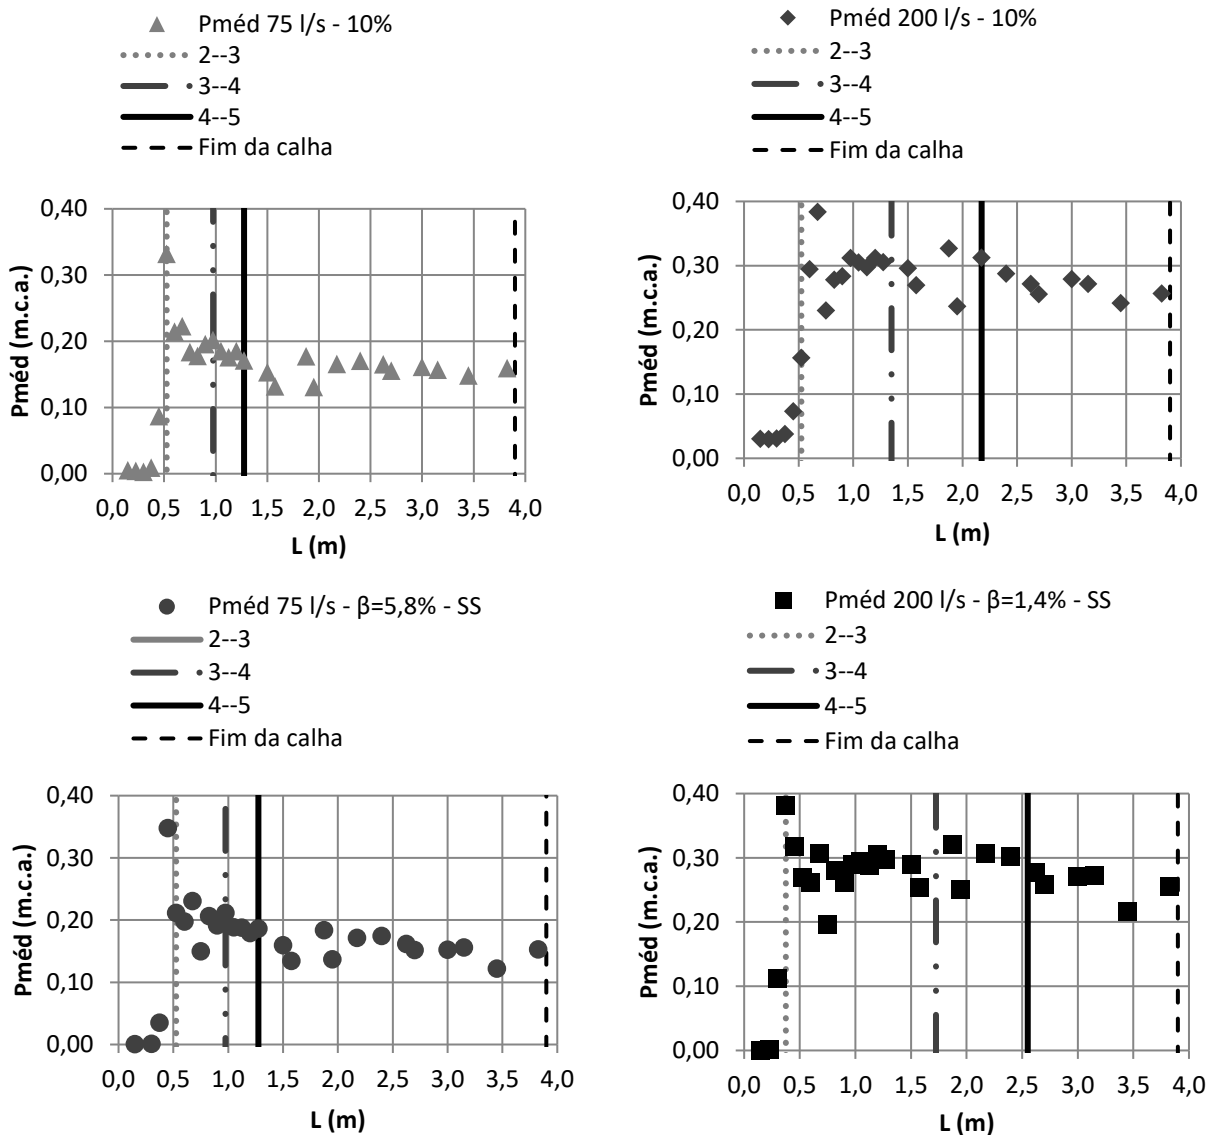 Pméd 75 l/s - 10%
2--3
3--4
4--5
Fim da calha
0,40
0,30
0,20
0,10
0,00
Pméd (m.c.a.)
0,0 0,5 1,0 1,5 2,0 2,5 3,0 3,5 4,0
L (m)
Pméd 200 l/s - 10%
2--3
3--4
4--5
Fim da calha
0,40
0,30
0,20
0,10
0,00
Pméd (m.c.a.)
0,0 0,5 1,0 1,5 2,0 2,5 3,0 3,5 4,0
L (m)
Pméd 75 l/s - β=5,8% - SS
2--3
3--4
4--5
Fim da calha
0,40
0,30
0,20
0,10
0,00
Pméd (m.c.a.)
0,0 0,5 1,0 1,5 2,0 2,5 3,0 3,5 4,0
L (m)
Pméd 200 l/s - β=1,4% - SS
2--3
3--4
4--5
Fim da calha
0,40
0,30
0,20
0,10
0,00
Pméd (m.c.a.)
0,0 0,5 1,0 1,5 2,0 2,5 3,0 3,5 4,0
L (m)